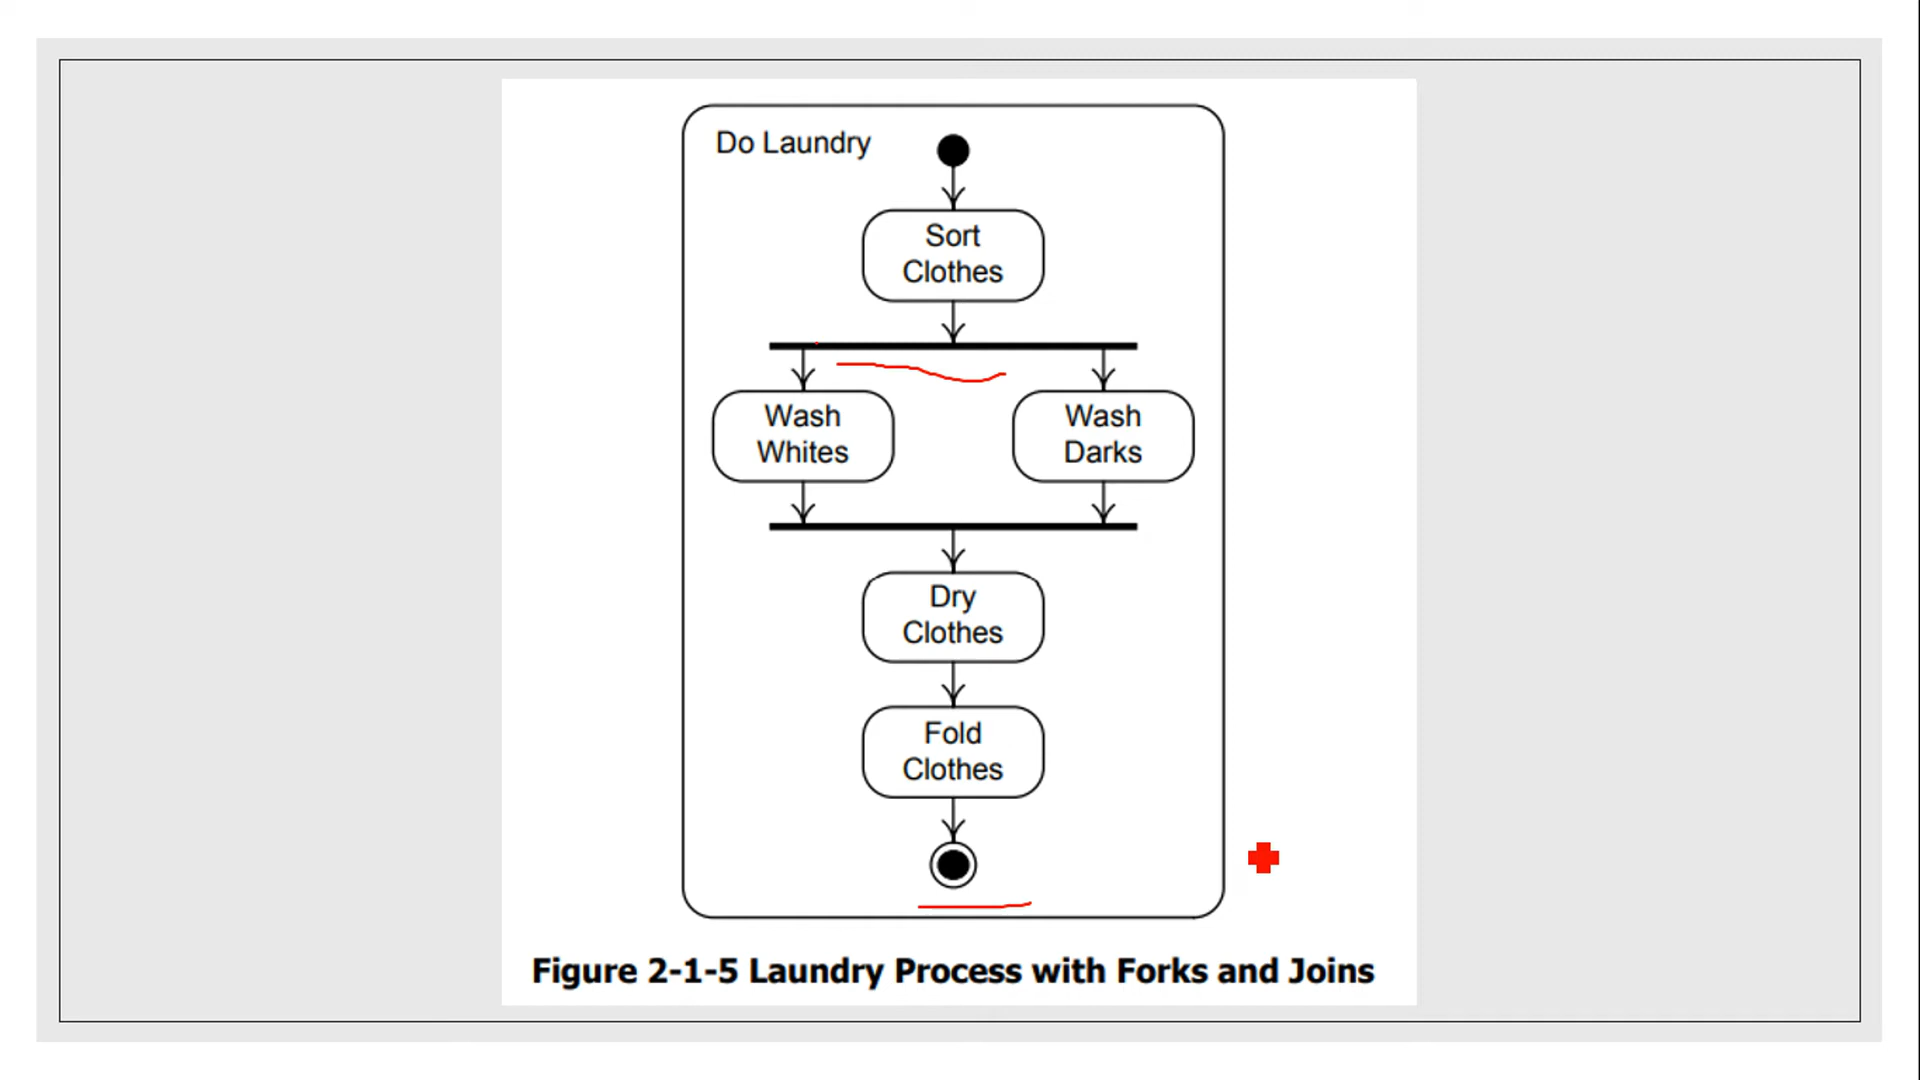 Do Laundry
Sort
Clothes
Wash
Whites
Wash
Darks
Dry
Clothes
Fold
Clothes
Figure 2-1-5 Laundry Process with Forks and Joins